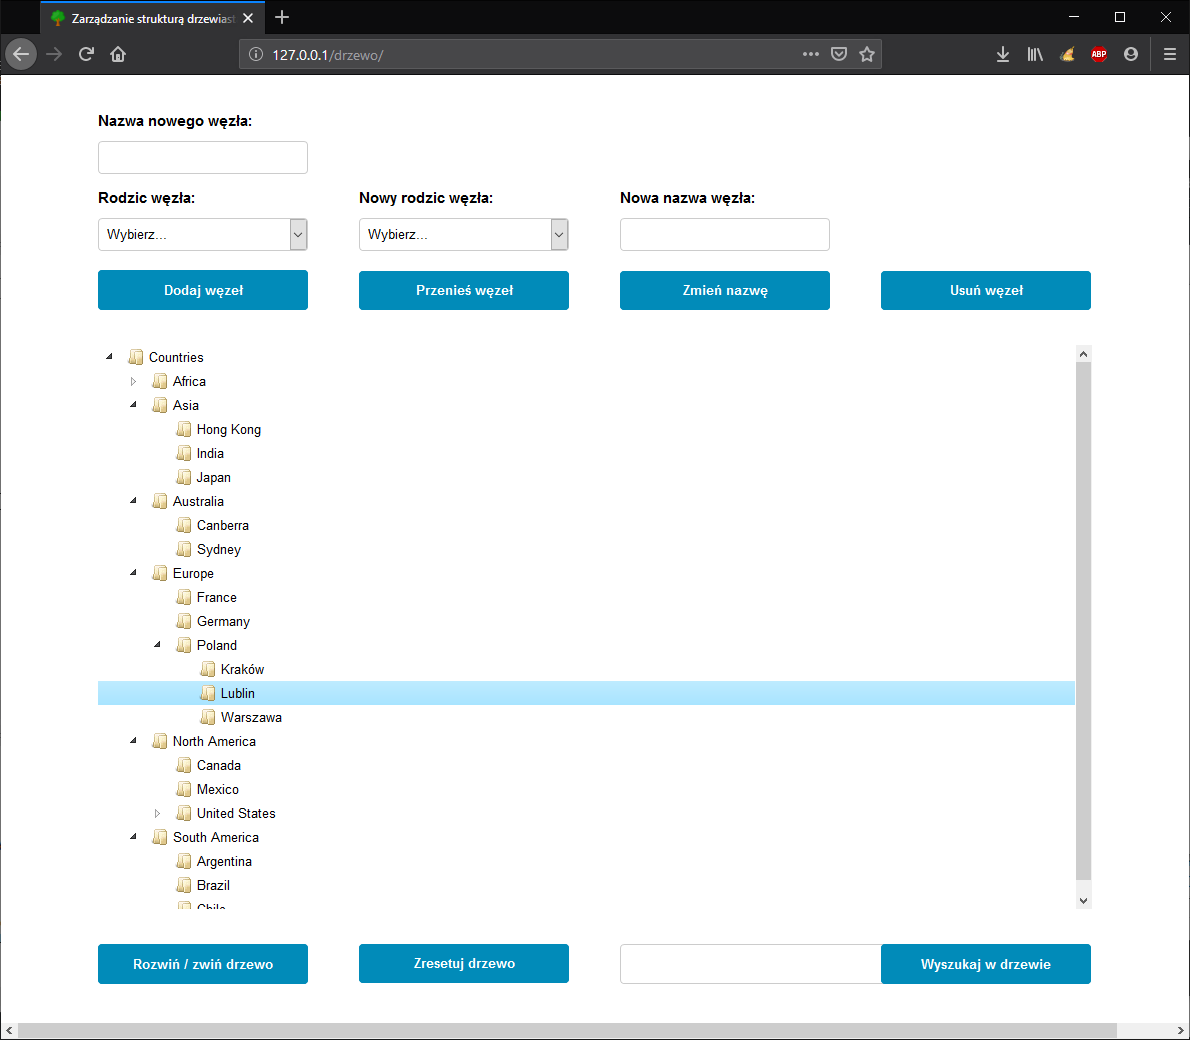 Zarządzanie strukturą drzewiast
127.0.0.1/drzewo/
ABP
Nazwa nowego węzła:
Rodzic węzła: Nowy rodzic węzła: Nowa nazwa węzła:
Wybierz... Wybierz...
Dodaj węzeł Przenieś węzeł Zmień nazwę Usuń węzeł
Countries
Africa
Asia
Hong Kong
India
Japan
Australia
Canberra
Sydney
Europe
France
Germany
Poland
Kraków
Lublin
Warszawa
North America
Canada
Mexico
United States
South America
Argentina
Brazil
Chile
Rozwiń / zwiń drzewo Zresetuj drzewo Wyszukaj w drzewie